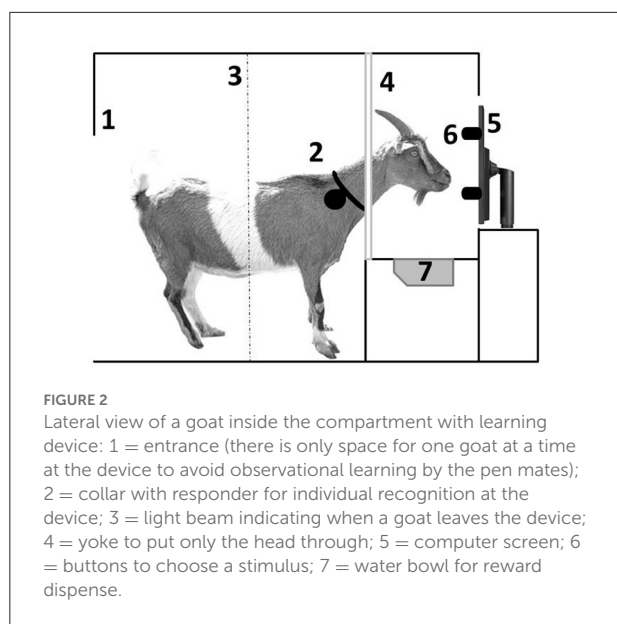 1
3
2
4
6
5
7
FIGURE 2
Lateral view of a goat inside the compartment with learning
device: 1 = entrance (there is only space for one goat at a time
at the device to avoid observational learning by the pen mates);
2 = collar with responder for individual recognition at the
device; 3 = light beam indicating when a goat leaves the device;
4 = yoke to put only the head through; 5 = computer screen; 6
= buttons to choose a stimulus; 7 = water bowl for reward
dispense.